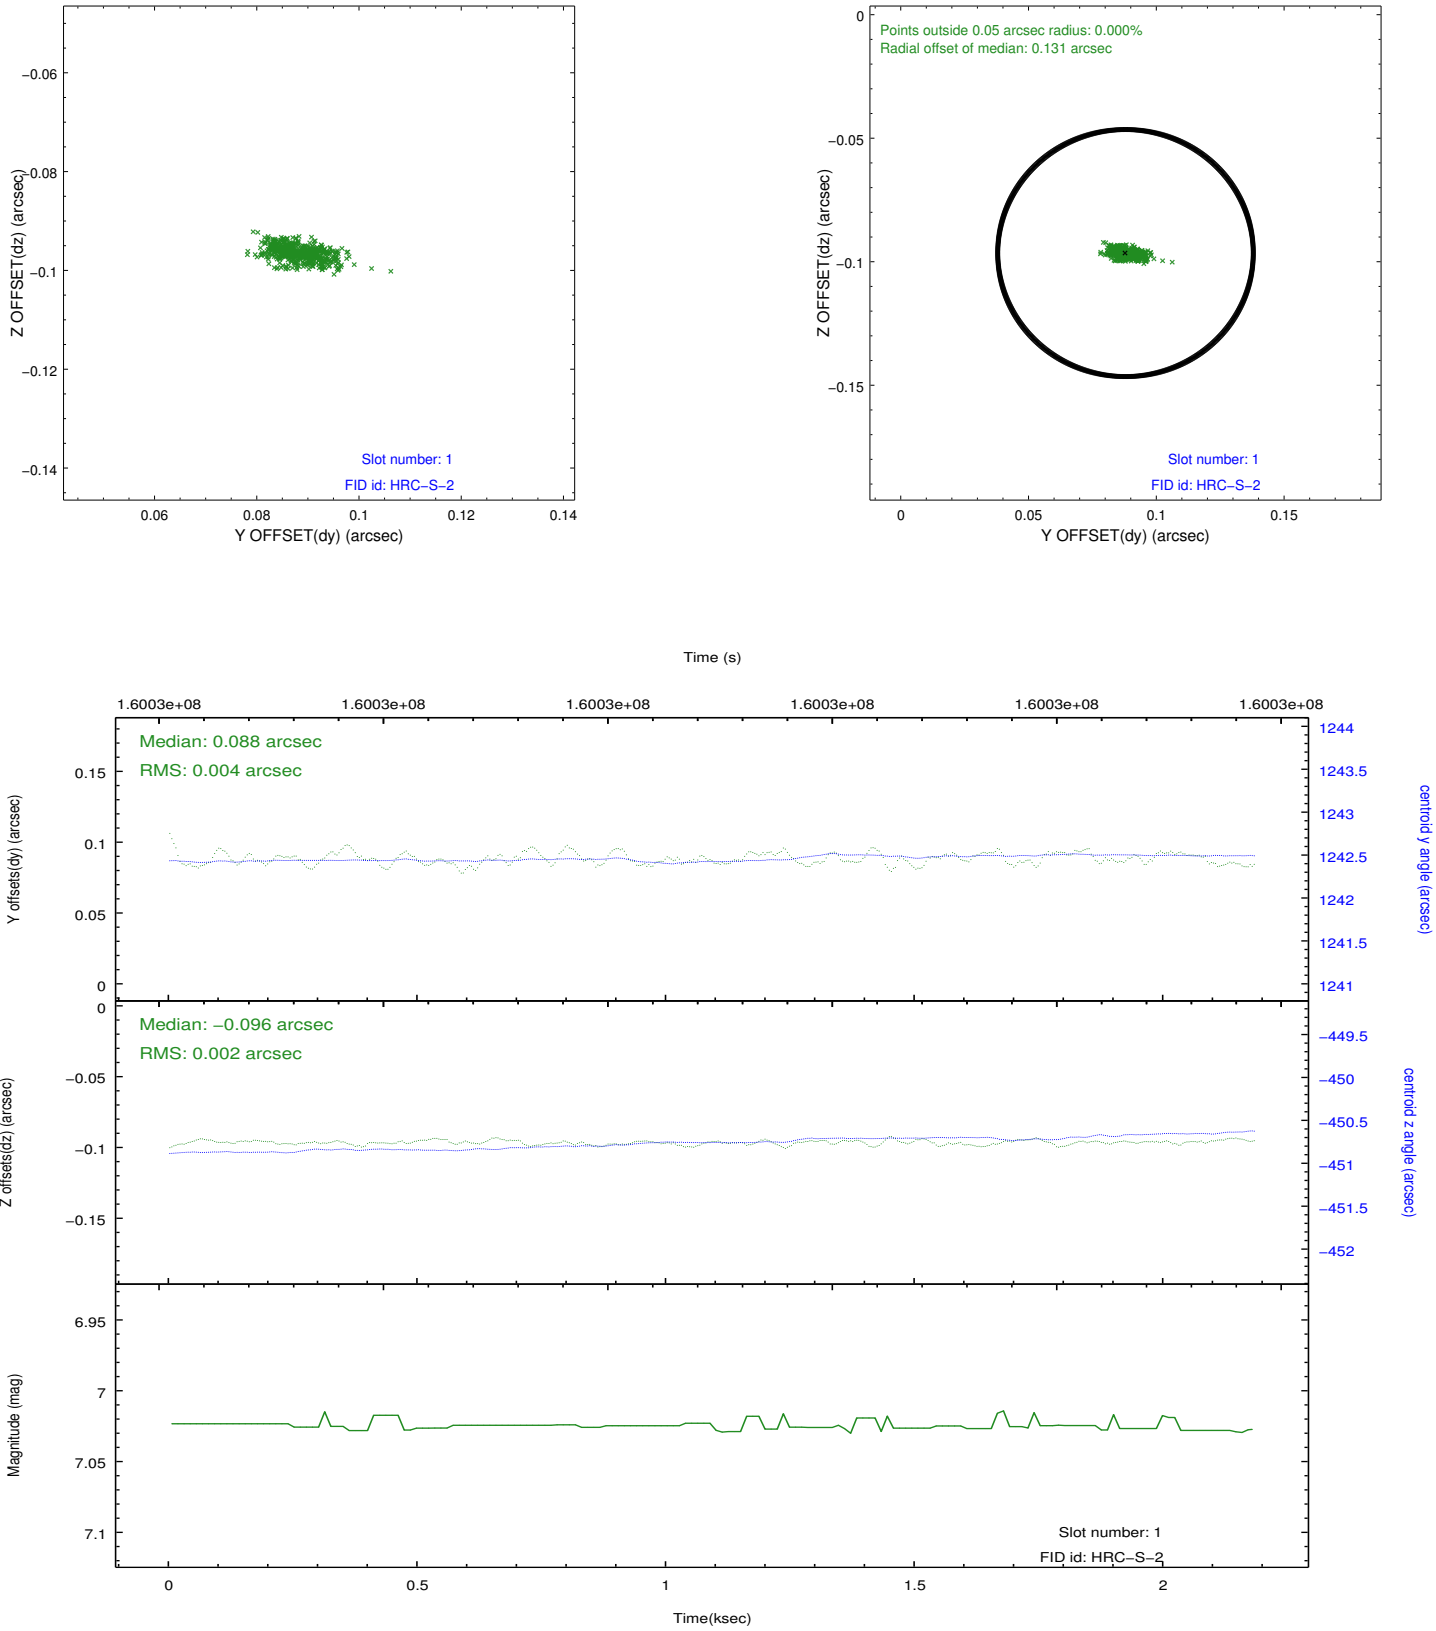 −0.06
−0.08
−0.1
−0.12
−0.14
Z OFFSET(dz) (arcsec)
Slot number: 1
FID id: HRC−S−2
0.06 0.08 0.1 0.12 0.14
Y OFFSET(dy) (arcsec)
Points outside 0.05 arcsec radius: 0.000%
Radial offset of median: 0.131 arcsec
0
−0.05
−0.1
−0.15
Z OFFSET(dz) (arcsec)
Slot number: 1
FID id: HRC−S−2
0 0.05 0.1 0.15
Y OFFSET(dy) (arcsec)
Time (s)
1.6003e+08 1.6003e+08 1.6003e+08 1.6003e+08 1.6003e+08 1.6003e+08
Median: 0.088 arcsec
RMS: 0.004 arcsec
0.15
0.1
0.05
0
Y offsets(dy) (arcsec)
1244
1243.5
1243
1242.5
1242
1241.5
1241
centroid y angle (arcsec)
Median: −0.096 arcsec
RMS: 0.002 arcsec
0
−0.05
−0.1
−0.15
Z offsets(dz) (arcsec)
−449.5
−450
−450.5
−451
−451.5
−452
centroid z angle (arcsec)
6.95
7
7.05
7.1
Magnitude (mag)
Slot number: 1
FID id: HRC−S−2
0 0.5 1 1.5 2
Time(ksec)